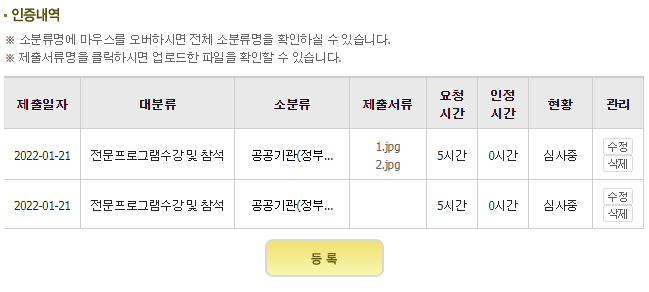 인증내역
※ 소분류명에 마우스를 오버하시면 전체 소분류명을 확인하실 수 있습니다.
※ 제출서류명을 클릭하시면 업로드한 파일을 확인할 수 있습니다.
제출일자 대분류 소분류 제출서류 요청시간 인정시간 현황 관리
2022-01-21 전문프로그램수강 및 참석 공공기관(정부... 1.jpg 2.jpg 5시간 0시간 심사중 수정 삭제
2022-01-21 전문프로그램수강 및 참석 공공기관(정부... 5시간 0시간 심사중 수정 삭제
등 록